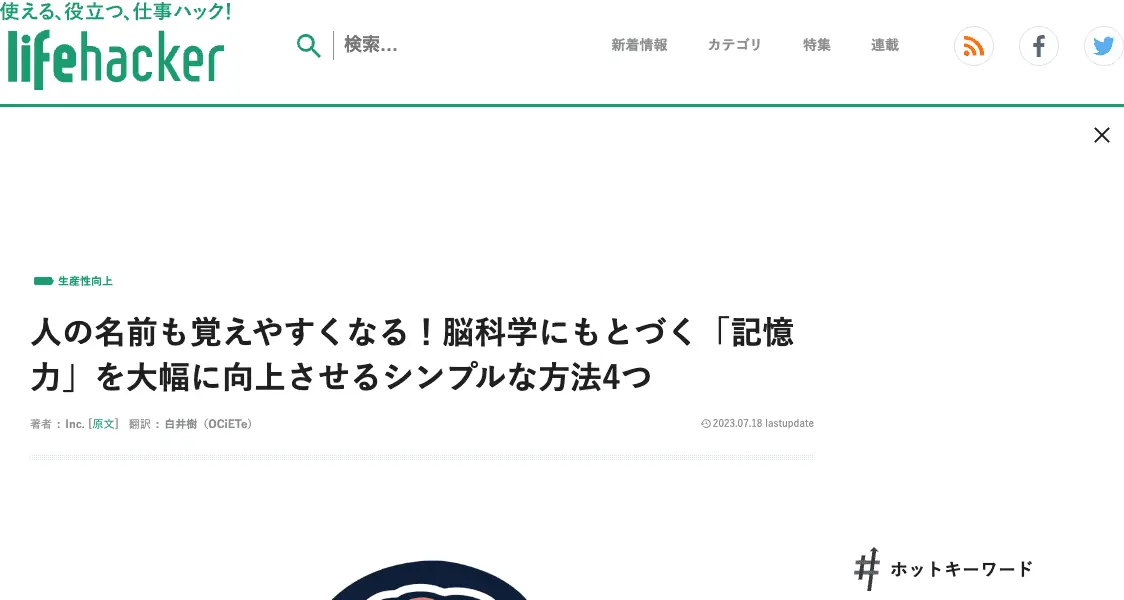 使える、役立つ、仕事ハック!
lifehacker
検索...
新着情報
カテゴリ
特集
連載
生産性向上
人の名前も覚えやすくなる！脳科学にもとづく「記憶
力」を大幅に向上させるシンプルな方法4つ
著者 : Inc. [原文] 翻訳 : 白井樹（OCiETe）
2023.07.18 lastupdate
ホットキーワード